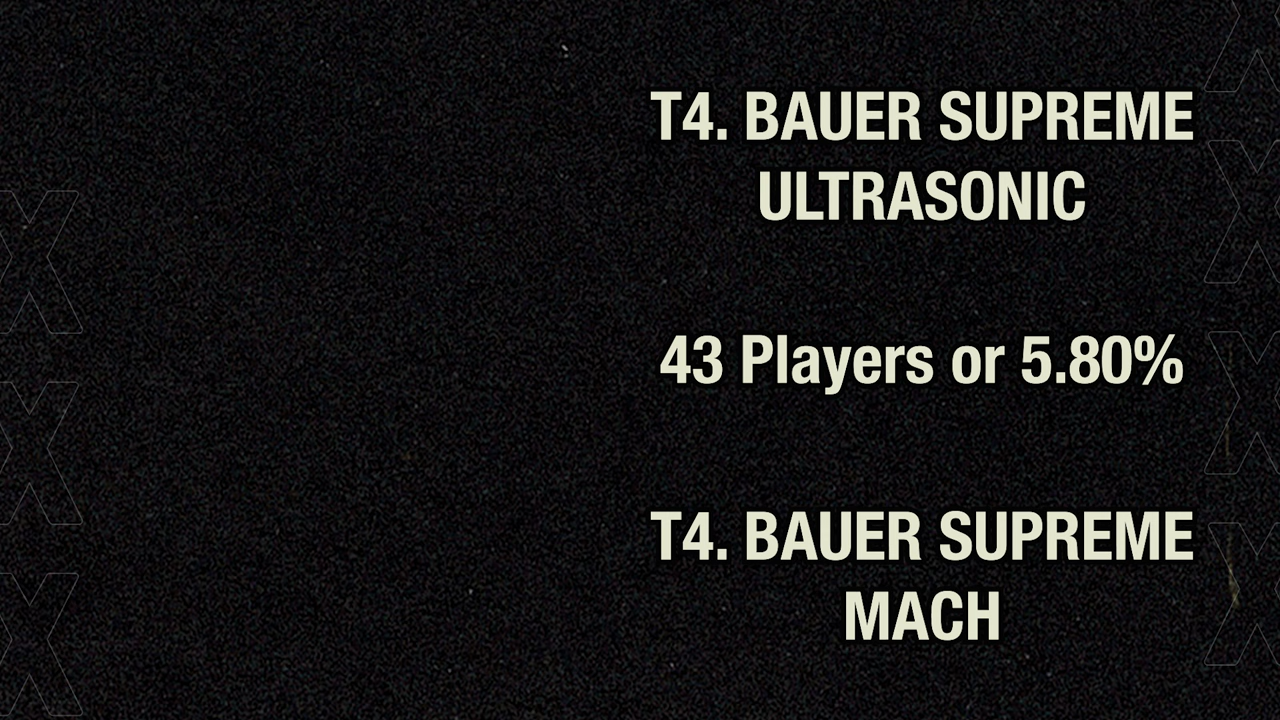 T4. BAUER SUPREME
ULTRASONIC
43 Players or 5.80%
T4. BAUER SUPREME
MACH